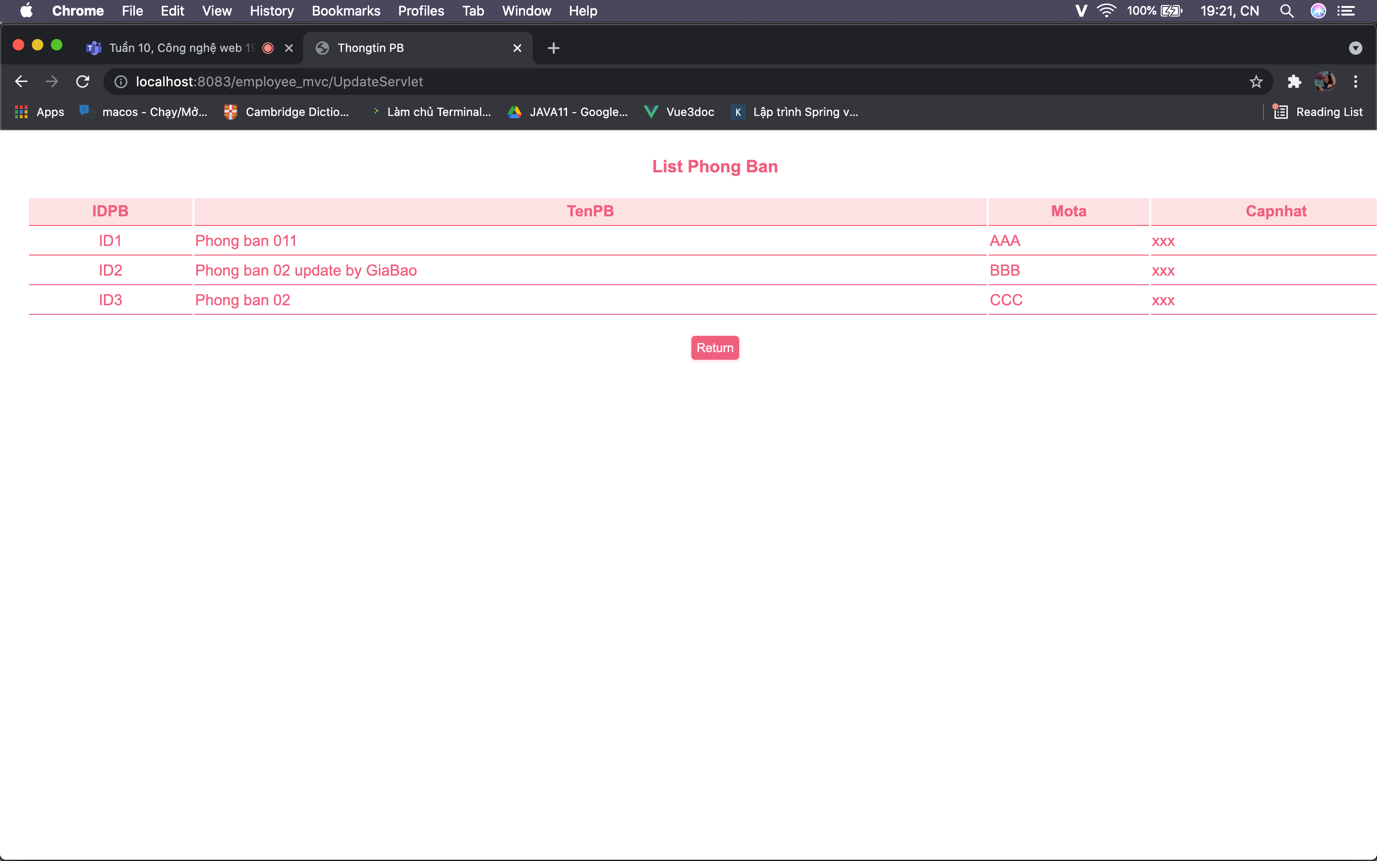 Chrome File Edit View History Bookmarks Profiles Tab Window Help V 100% 19:21, CN
Tuần 10, Công nghệ web Thongtin PB
localhost:8083/employee_mvc/UpdateServlet
Apps macos - Chạy/Mở... Cambridge Dictio... Làm chủ Terminal... JAVA11 - Google... Vue3doc K Lập trình Spring v... Reading List
List Phong Ban
IDPB TenPB Mota Capnhat
ID1 Phong ban 011 AAA xxx
ID2 Phong ban 02 update by GiaBao BBB xxx
ID3 Phong ban 02 CCC xxx
Return